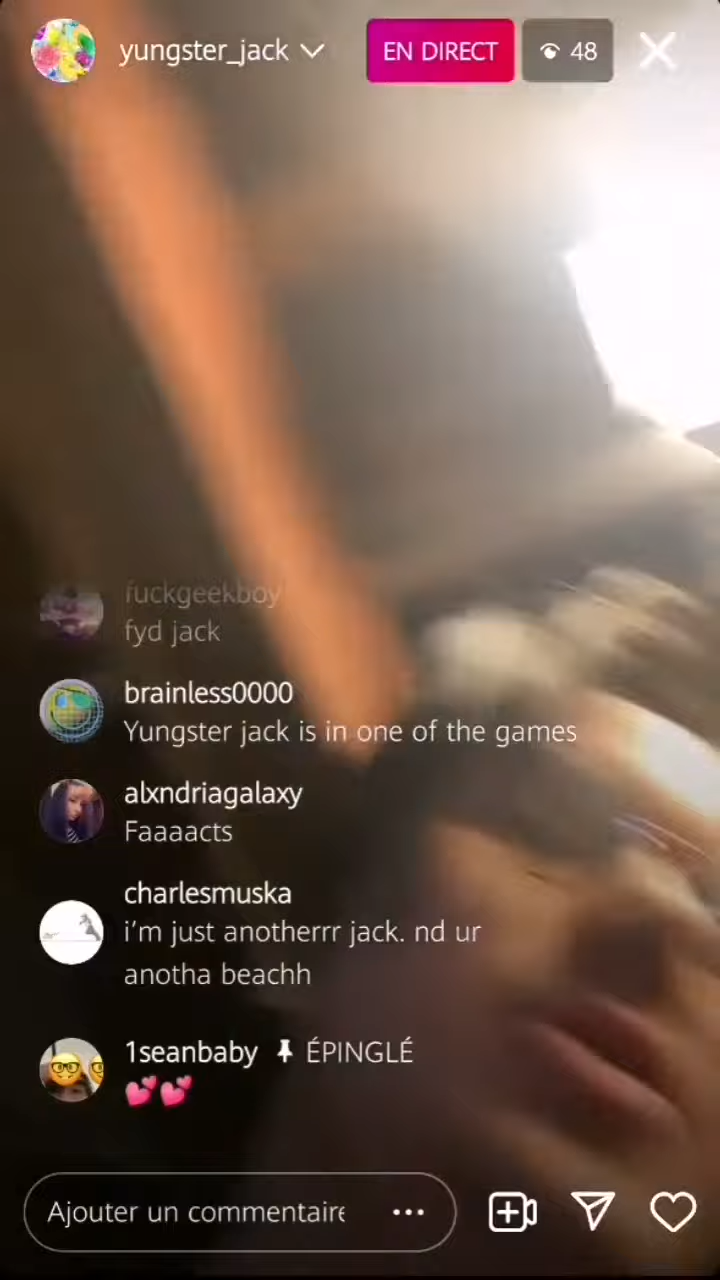 yungster_jack
EN DIRECT
48
fuckgeekboy
fyd jack
brainless0000
Yungster jack is in one of the games
alxndriagalaxy
Faaaacts
charlesmuska
i'm just anotherrr jack. nd ur
anotha beachh
1seanbaby ÉPINGLÉ
💕💕
Ajouter un commentaire